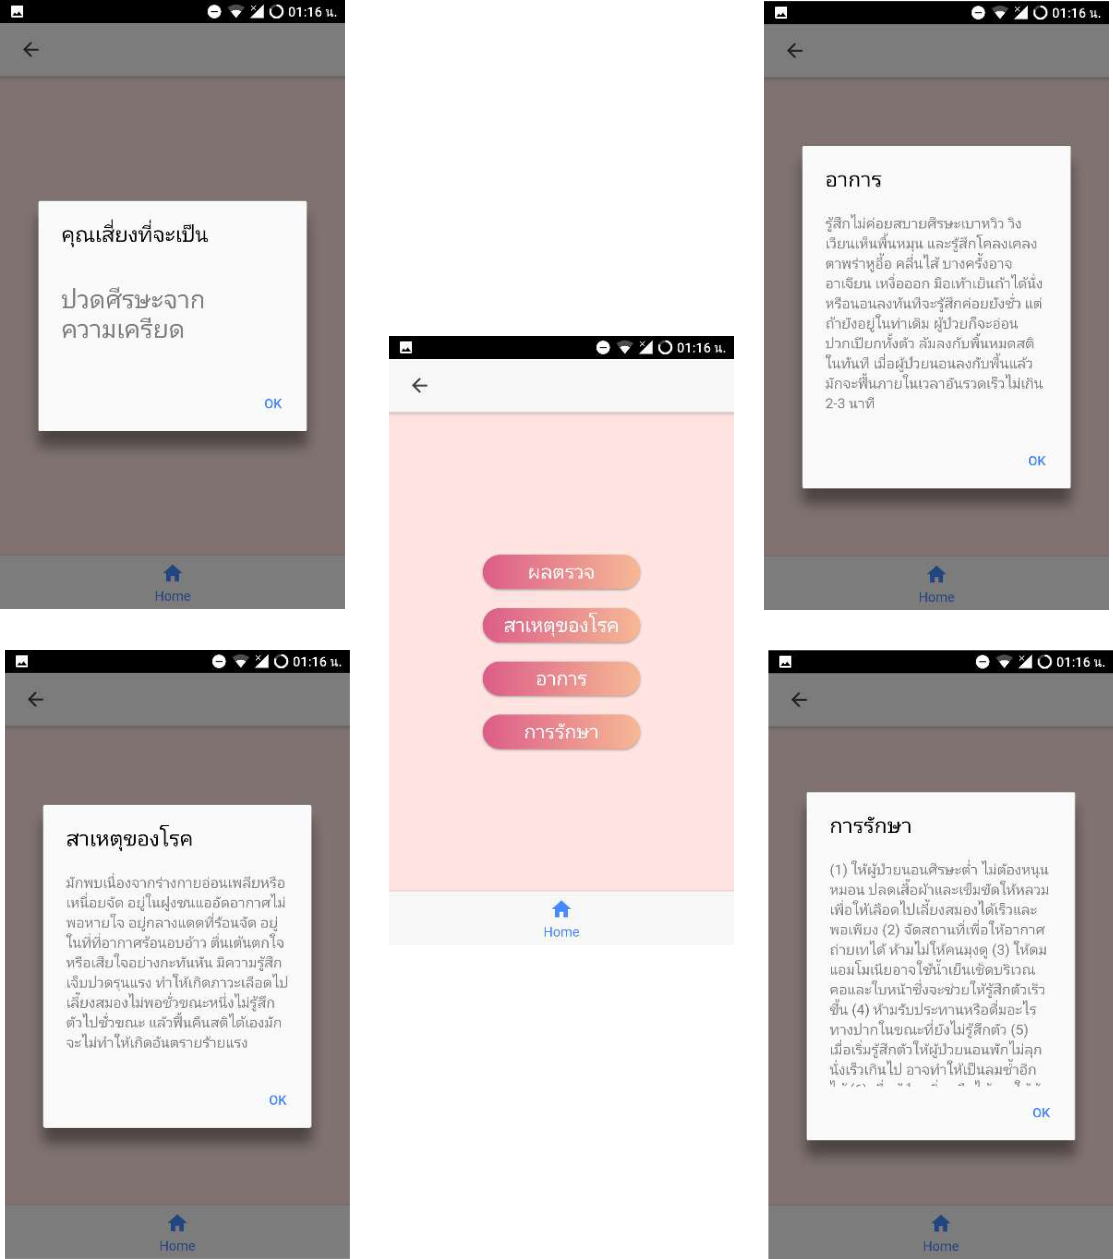 01:16 น.
คุณเสี่ยงที่จะเป็น
ปวดศีรษะจาก
ความเครียด
OK
Home
01:16 น.
อาการ
รู้สึกไม่ค่อยสบายศีรษะเบาหวิว วิง
เวียนเห็นพื้นหมุน และรู้สึกโคลงเคลง
ตาพร่าหูอื้อ คลื่นไส้ บางครั้งอาจ
อาเจียน เหงื่อออก มือเท้าเย็นถ้าได้นั่ง
หรือนอนลงทันทีจะรู้สึกค่อยยังชั่ว แต่
ถ้ายังอยู่ในท่าเดิม ผู้ป่วยก็จะอ่อน
ปวกเปียกทั้งตัว ล้มลงกับพื้นหมดสติ
ในทันที เมื่อผู้ป่วยนอนลงกับพื้นแล้ว
มักจะฟื้นภายในเวลาอันรวดเร็วไม่เกิน
2-3 นาที
OK
Home
01:16 น.
ผลตรวจ
สาเหตุของโรค
อาการ
การรักษา
Home
01:16 น.
สาเหตุของโรค
มักพบเนื่องจากร่างกายอ่อนเพลียหรือ
เหนื่อยจัด อยู่ในฝูงชนแออัดอากาศไม่
พอหายใจ อยู่กลางแดดที่ร้อนจัด อยู่
ในที่ที่อากาศร้อนอบอ้าว ตื่นเต้นตกใจ
หรือเสียใจอย่างกะทันหัน มีความรู้สึก
เจ็บปวดรุนแรง ทำให้เกิดภาวะเลือดไป
เลี้ยงสมองไม่พอชั่วขณะหนึ่งไม่รู้สึก
ตัวไปชั่วขณะ แล้วฟื้นคืนสติได้เองมัก
จะไม่ทำให้เกิดอันตรายร้ายแรง
OK
Home
01:16 น.
การรักษา
(1) ให้ผู้ป่วยนอนศีรษะต่ำ ไม่ต้องหนุน
หมอน ปลดเสื้อผ้าและเข็มขัดให้หลวม
เพื่อให้เลือดไปเลี้ยงสมองได้เร็วและ
พอเพียง (2) จัดสถานที่เพื่อให้อากาศ
ถ่ายเทได้ ห้ามไม่ให้คนมุงดู (3) ให้ดม
แอมโมเนียอาจใช้น้ำเย็นเช็ดบริเวณ
คอและใบหน้าซึ่งจะช่วยให้รู้สึกตัวเร็ว
ขึ้น (4) ห้ามรับประทานหรือดื่มอะไร
ทางปากในขณะที่ยังไม่รู้สึกตัว (5)
เมื่อเริ่มรู้สึกตัวให้ผู้ป่วยนอนพักไม่ลุก
นั่งเร็วเกินไป อาจทำให้เป็นลมซ้ำอีก
OK
Home